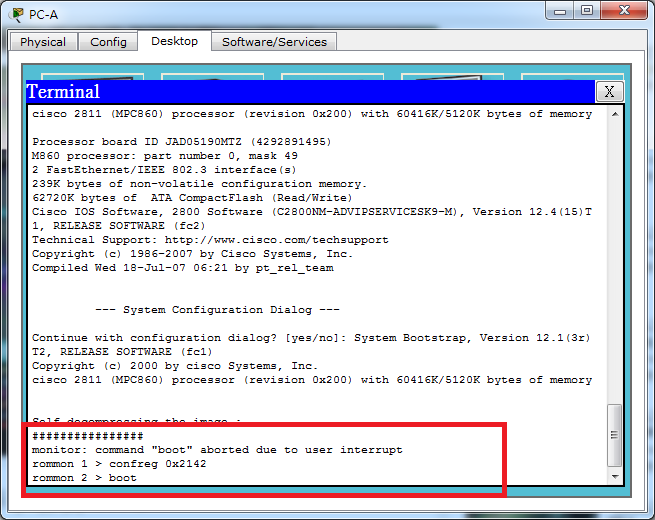 PC-A
Physical Config Desktop Software/Services
Terminal X
cisco 2811 (MPC860) processor (revision 0x200) with 60416K/5120K bytes of memory
Processor board ID JAD05190MTZ (4292891495)
M860 processor: part number 0, mask 49
2 FastEthernet/IEEE 802.3 interface(s)
239K bytes of non-volatile configuration memory.
62720K bytes of  ATA CompactFlash (Read/Write)
Cisco IOS Software, 2800 Software (C2800NM-ADVIPSERVICESK9-M), Version 12.4(15)T
1, RELEASE SOFTWARE (fc2)
Technical Support: http://www.cisco.com/techsupport
Copyright (c) 1986-2007 by Cisco Systems, Inc.
Compiled Wed 18-Jul-07 06:21 by pt_rel_team
--- System Configuration Dialog ---
Continue with configuration dialog? [yes/no]: System Bootstrap, Version 12.1(3r)
T2, RELEASE SOFTWARE (fc1)
Copyright (c) 2000 by cisco Systems, Inc.
cisco 2811 (MPC860) processor (revision 0x200) with 60416K/5120K bytes of memory
Self decompressing the image :
################
monitor: command "boot" aborted due to user interrupt
rommon 1 > confreg 0x2142
rommon 2 > boot